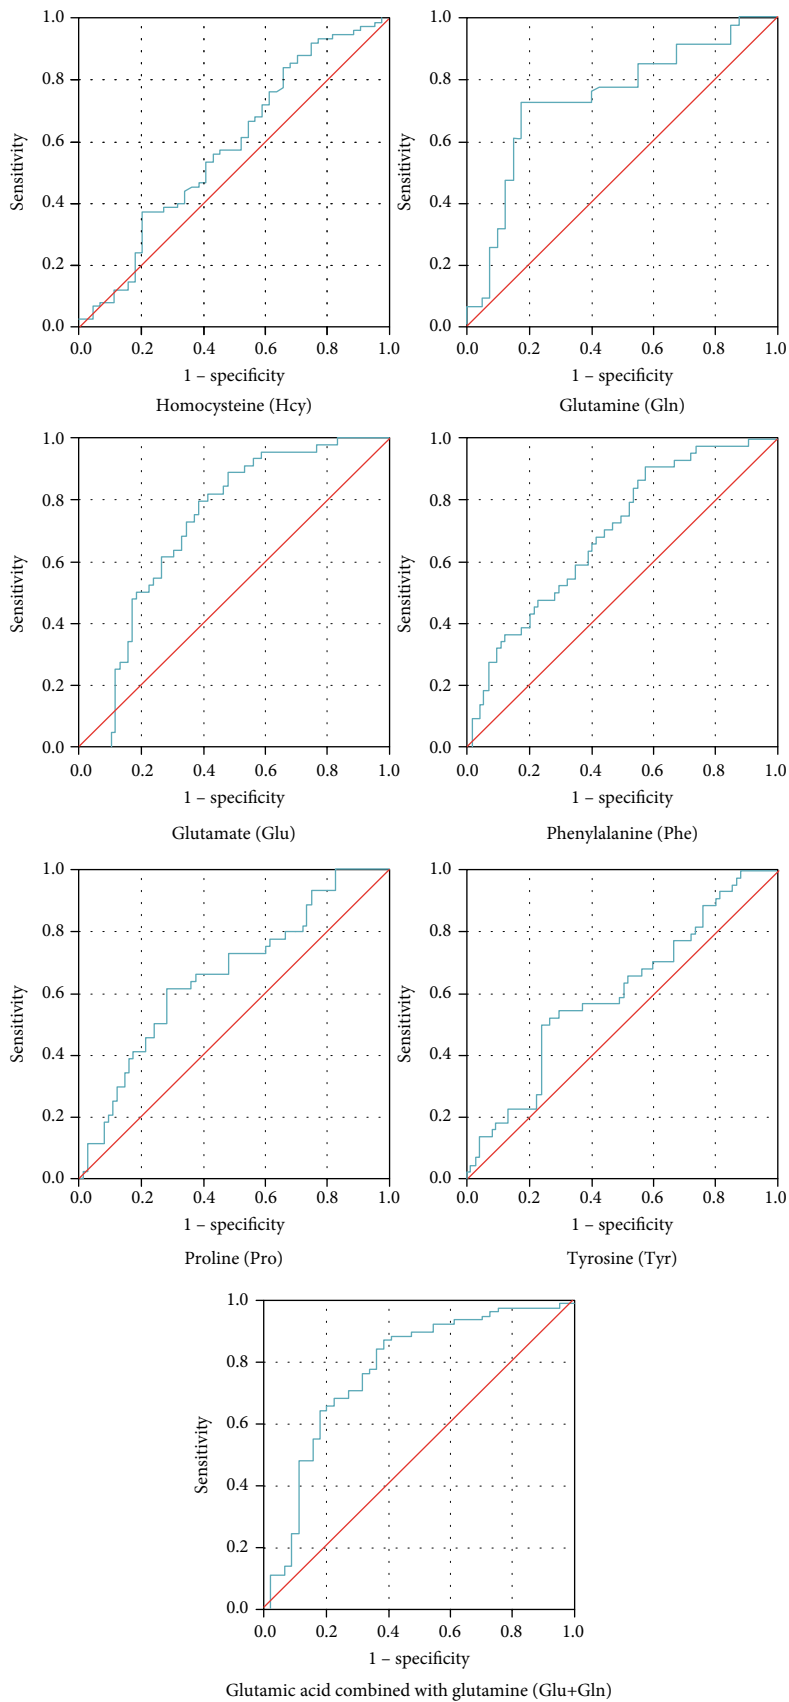 1.0
0.8
0.6
0.4
0.2
0.0
Sensitivity
0.0 0.2 0.4 0.6 0.8 1.0
1 – specificity
Homocysteine (Hcy)
1.0
0.8
0.6
0.4
0.2
0.0
Sensitivity
0.0 0.2 0.4 0.6 0.8 1.0
1 – specificity
Glutamine (Gln)
1.0
0.8
0.6
0.4
0.2
0.0
Sensitivity
0.0 0.2 0.4 0.6 0.8 1.0
1 – specificity
Glutamate (Glu)
1.0
0.8
0.6
0.4
0.2
0.0
Sensitivity
0.0 0.2 0.4 0.6 0.8 1.0
1 – specificity
Phenylalanine (Phe)
1.0
0.8
0.6
0.4
0.2
0.0
Sensitivity
0.0 0.2 0.4 0.6 0.8 1.0
1 – specificity
Proline (Pro)
1.0
0.8
0.6
0.4
0.2
0.0
Sensitivity
0.0 0.2 0.4 0.6 0.8 1.0
1 – specificity
Tyrosine (Tyr)
1.0
0.8
0.6
0.4
0.2
0.0
Sensitivity
0.0 0.2 0.4 0.6 0.8 1.0
1 – specificity
Glutamic acid combined with glutamine (Glu+Gln)